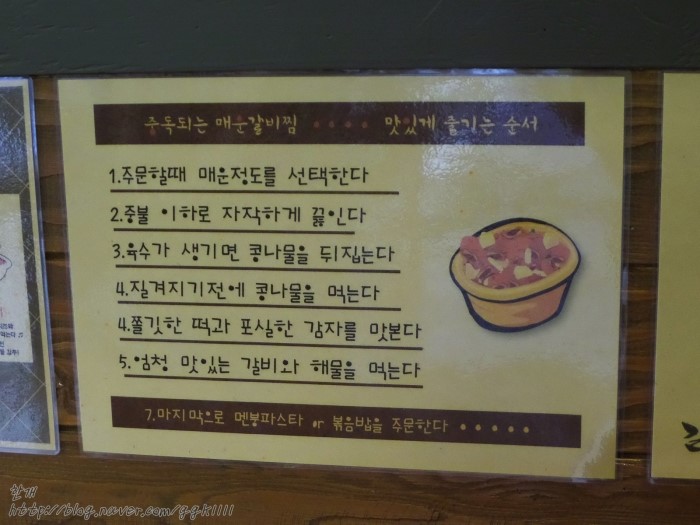 중독되는 매운갈비찜 •••• 맛있게 즐기는 순서
1.주문할때 매운정도를 선택한다
2.중불 이하로 자작하게 끓인다
3.육수가 생기면 콩나물을 뒤집는다
4.질겨지기전에 콩나물을 먹는다
4.쫄깃한 떡과 포실한 감자를 맛본다
5.엄청 맛있는 갈비와 해물을 먹는다
7.마지막으로 멘붕파스타 or 볶음밥을 주문한다 •••••
한개
http://blog.naver.com/ggk1111